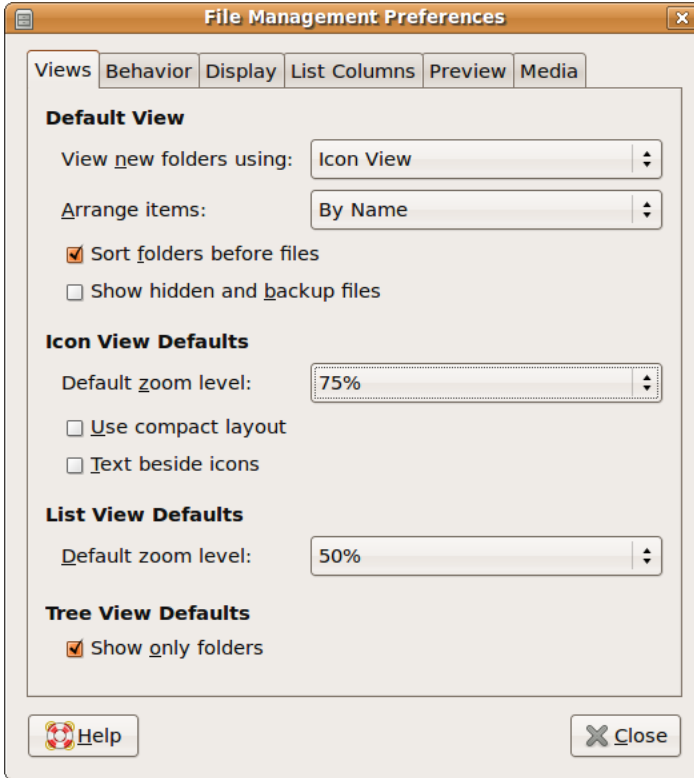 File Management Preferences
Views Behavior Display List Columns Preview Media
Default View
View new folders using: Icon View
Arrange items: By Name
Sort folders before files
Show hidden and backup files
Icon View Defaults
Default zoom level: 75%
Use compact layout
Text beside icons
List View Defaults
Default zoom level: 50%
Tree View Defaults
Show only folders
Help Close